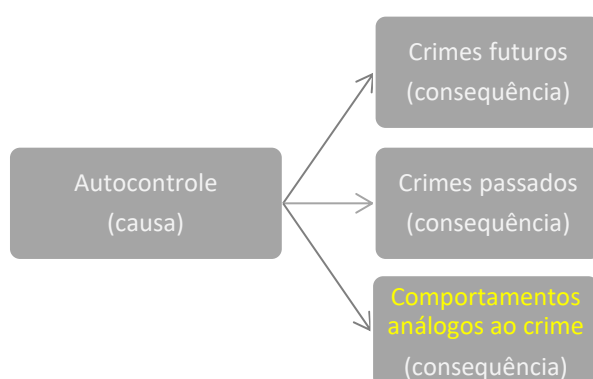 Crimes futuros
(consequência)
Autocontrole
(causa)
Crimes passados
(consequência)
Comportamentos
análogos ao crime
(consequência)